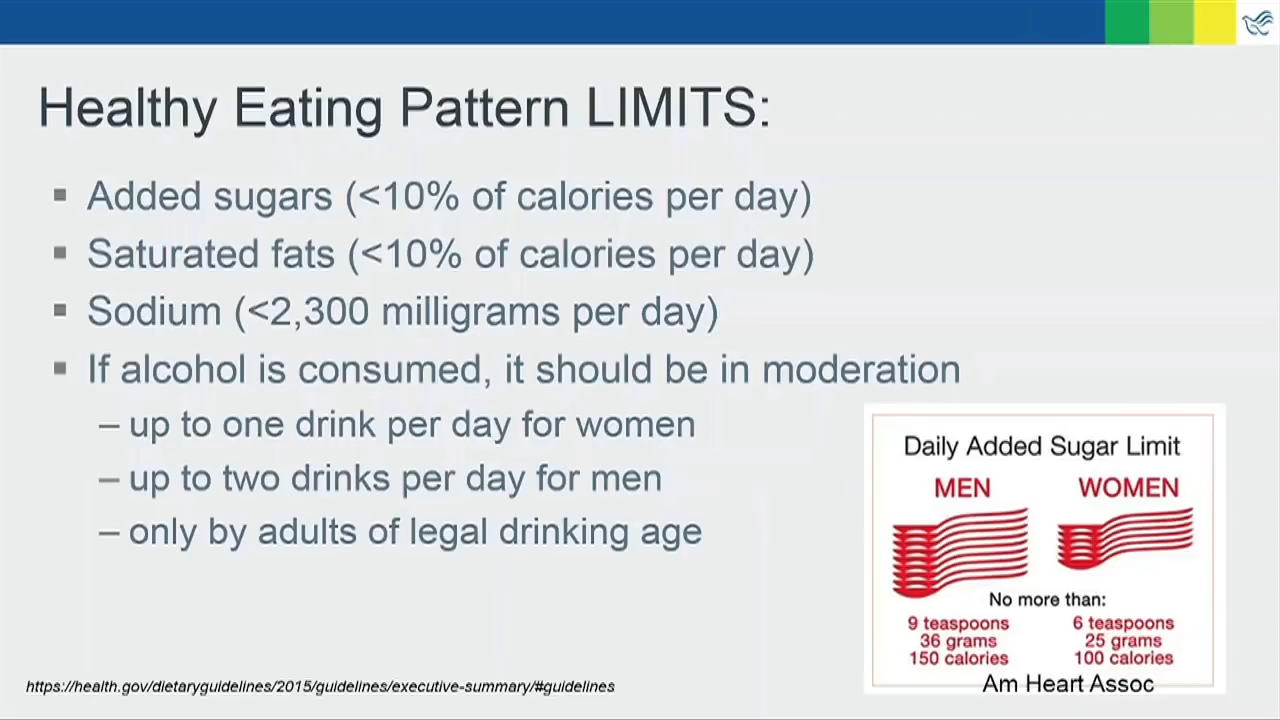 Healthy Eating Pattern LIMITS:
▪ Added sugars (<10% of calories per day)
▪ Saturated fats (<10% of calories per day)
▪ Sodium (<2,300 milligrams per day)
▪ If alcohol is consumed, it should be in moderation
– up to one drink per day for women
– up to two drinks per day for men
– only by adults of legal drinking age
Daily Added Sugar Limit
MEN WOMEN
No more than:
9 teaspoons 6 teaspoons
36 grams 25 grams
150 calories 100 calories
Am Heart Assoc
https://health.gov/dietaryguidelines/2015/guidelines/executive-summary/#guidelines